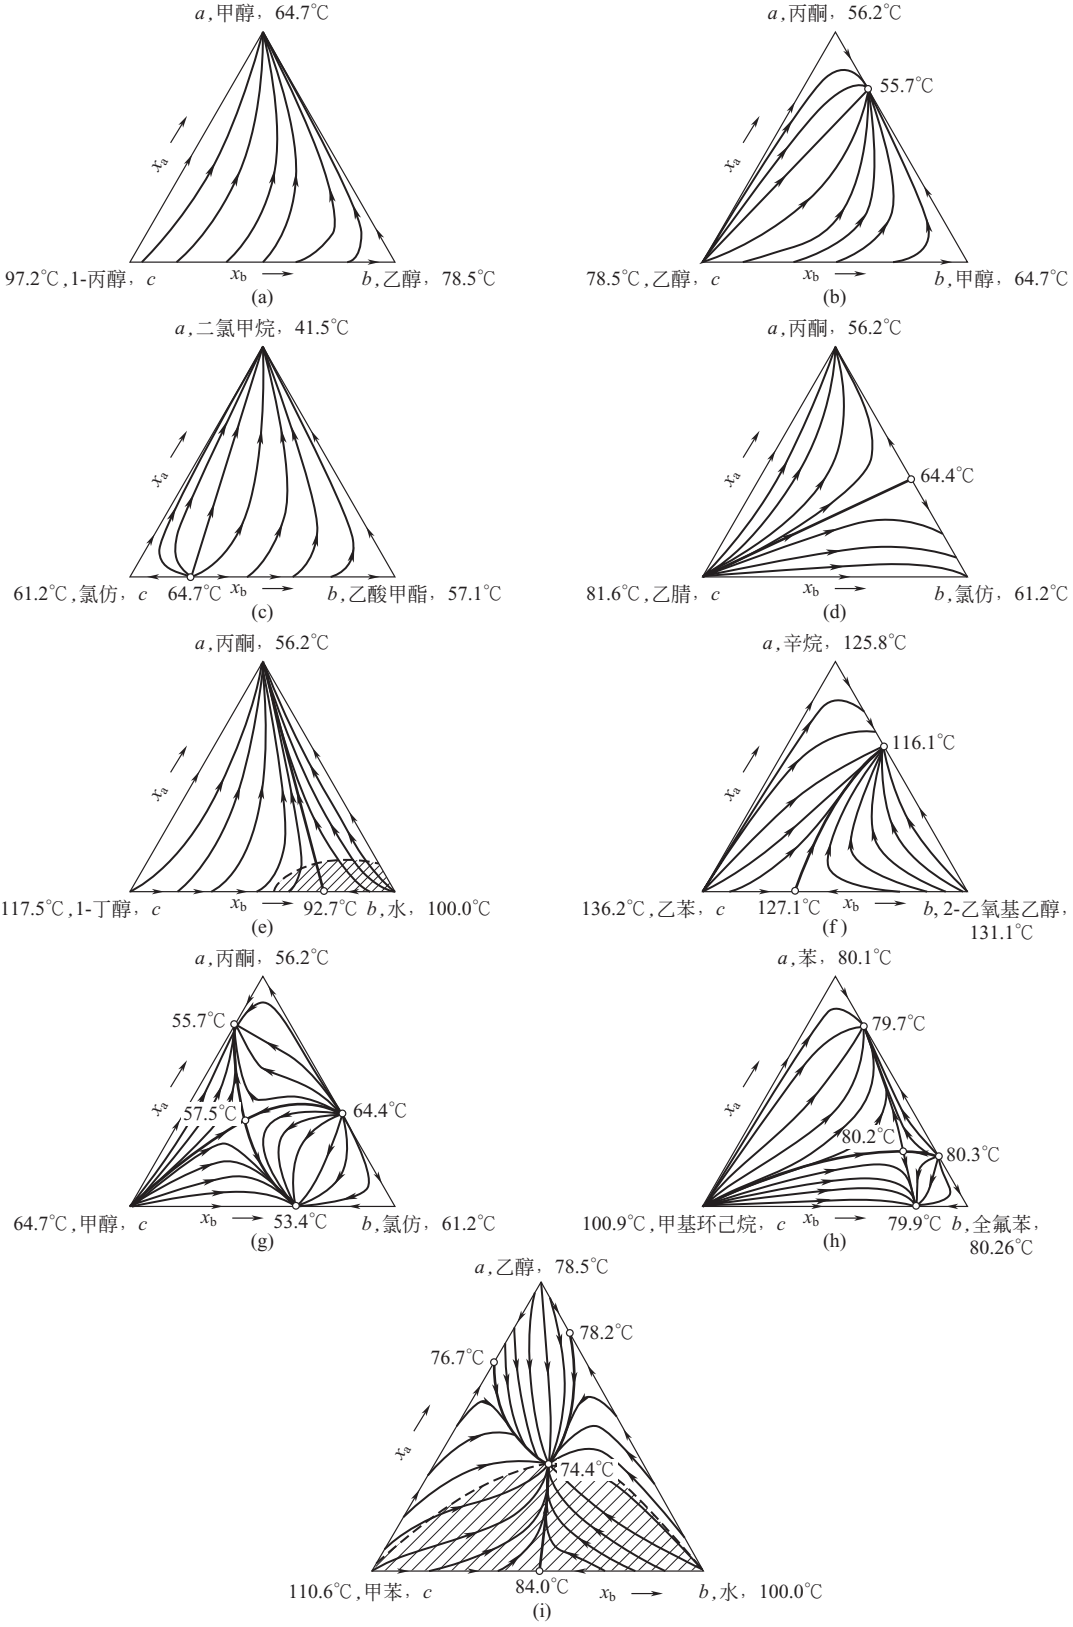 a,甲醇，64.7℃
xa
97.2℃,1-丙醇，c
xb
b,乙醇，78.5℃
(a)
a,丙酮，56.2℃
55.7℃
xa
78.5℃,乙醇，c
xb
b,甲醇，64.7℃
(b)
a,二氯甲烷，41.5℃
xa
61.2℃,氯仿，c
64.7℃
xb
b,乙酸甲酯，57.1℃
(c)
a,丙酮，56.2℃
xa
64.4℃
81.6℃,乙腈，c
xb
b,氯仿，61.2℃
(d)
a,丙酮，56.2℃
xa
117.5℃,1-丁醇，c
xb
92.7℃
b,水，100.0℃
(e)
a,辛烷，125.8℃
116.1℃
xa
136.2℃,乙苯，c
127.1℃
xb
b,2-乙氧基乙醇，
131.1℃
(f)
a,丙酮，56.2℃
55.7℃
xa
57.5℃
64.4℃
64.7℃,甲醇，c
xb
53.4℃
b,氯仿，61.2℃
(g)
a,苯，80.1℃
79.7℃
xa
80.2℃
80.3℃
100.9℃,甲基环己烷，c
xb
79.9℃
b,全氟苯，
80.26℃
(h)
a,乙醇，78.5℃
78.2℃
76.7℃
xa
74.4℃
110.6℃,甲苯，c
84.0℃
xb
b,水，100.0℃
(i)